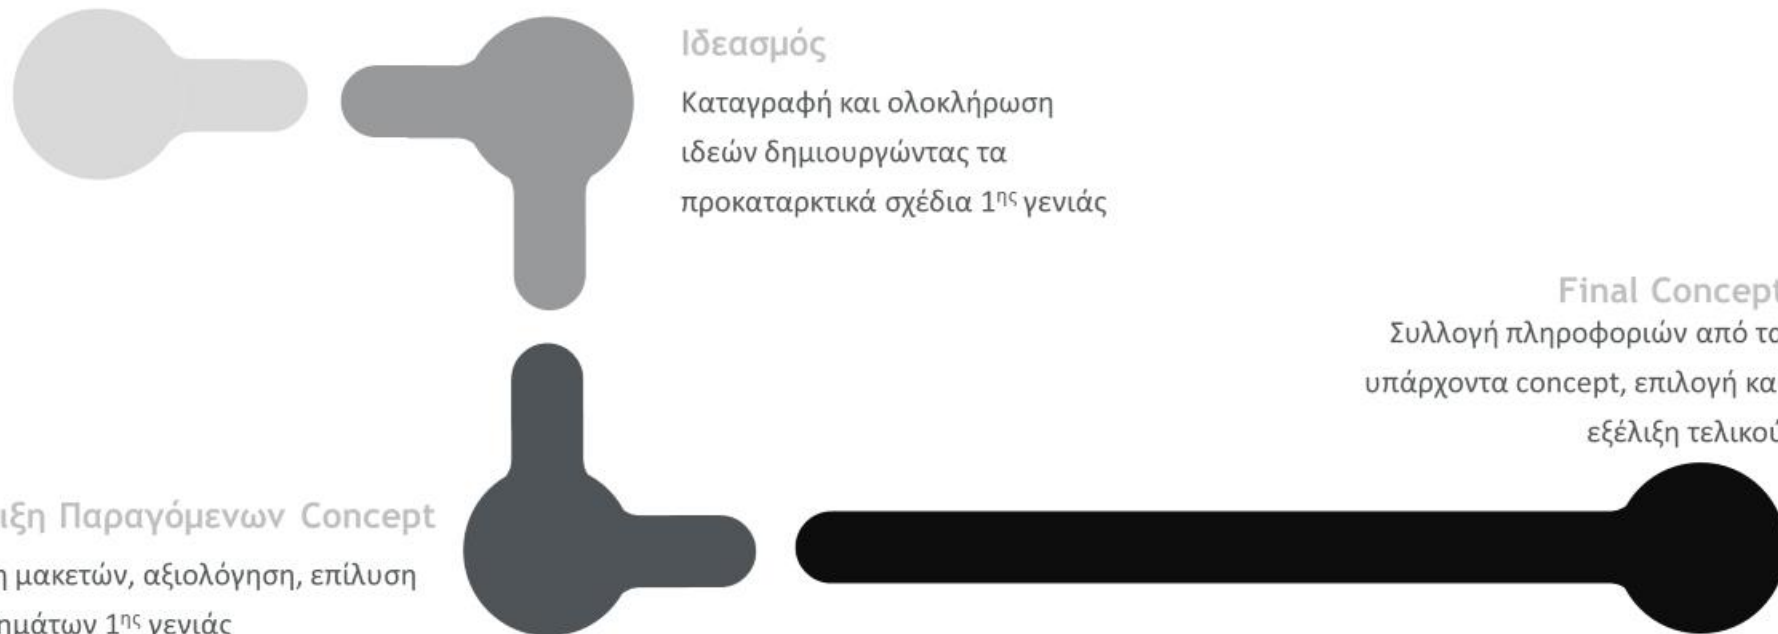 Ιδεασμός
Καταγραφή και ολοκλήρωση
ιδεών δημιουργώντας τα
προκαταρκτικά σχέδια 1ης γενιάς
Final Concept
Συλλογή πληροφοριών από τα
υπάρχοντα concept, επιλογή
εξέλιξη τελικού
Παραγόμενων Concept
μακετών, αξιολόγηση, επίλυση
1ης γενιάς